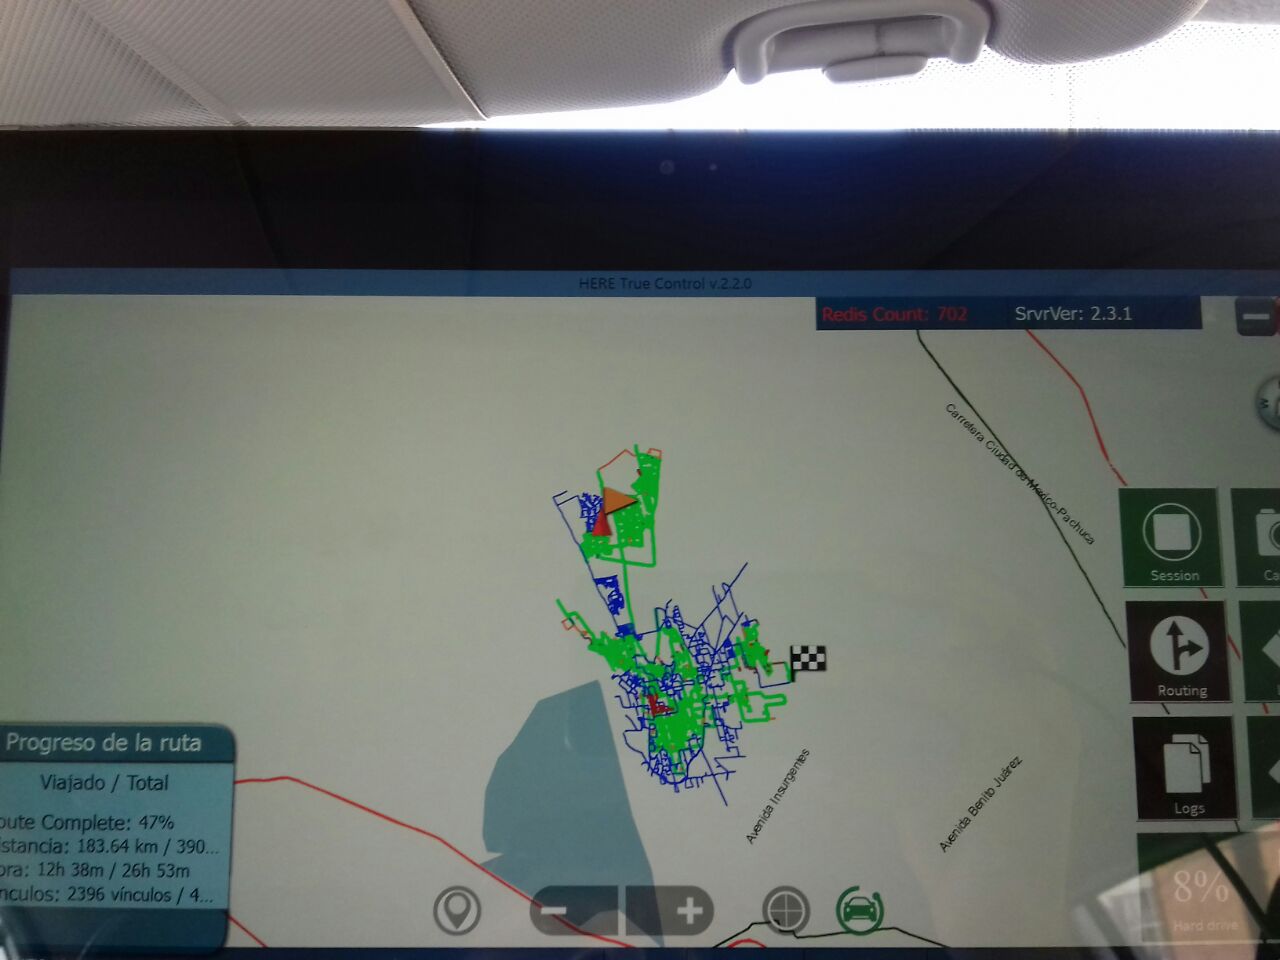 HERE True Control v.2.2.0
Redis Count: 702
SrvrVer: 2.3.1
W
Carretera Ciudad de Mexico-Pachuca
Session
Ca
Routing
Progreso de la ruta
Viajado / Total
oute Complete: 47%
istancia: 183.64 km / 390...
ora: 12h 38m / 26h 53m
nculos: 2396 vínculos / 4...
Avenida Insurgentes
Avenida Benito Juárez
Logs
8%
Hard drive